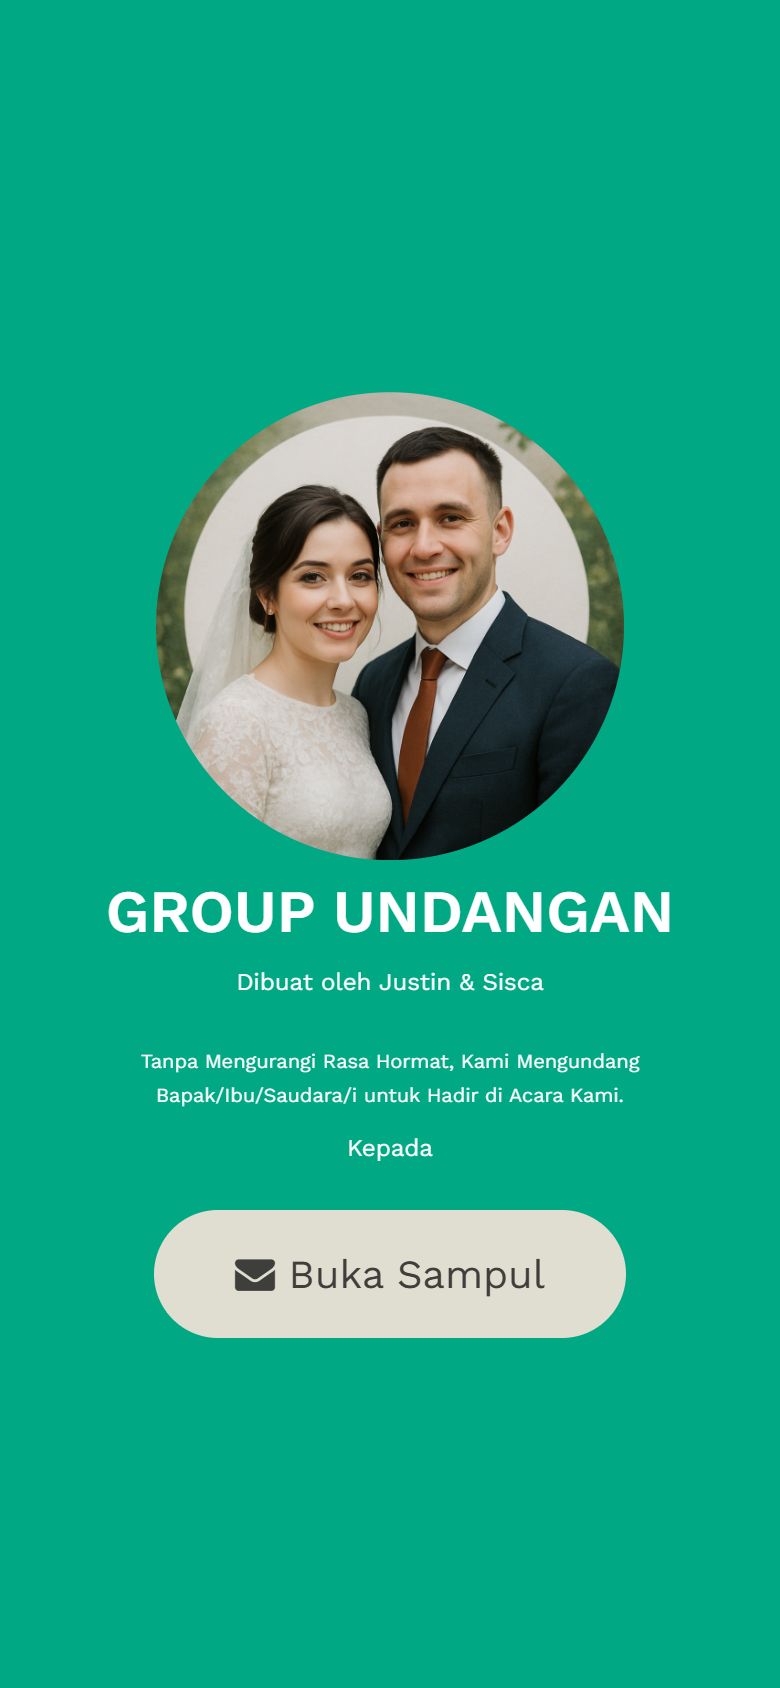 GROUP UNDANGAN
Dibuat oleh Justin & Sisca
Tanpa Mengurangi Rasa Hormat, Kami Mengundang
Bapak/Ibu/Saudara/i untuk Hadir di Acara Kami.
Kepada
Buka Sampul